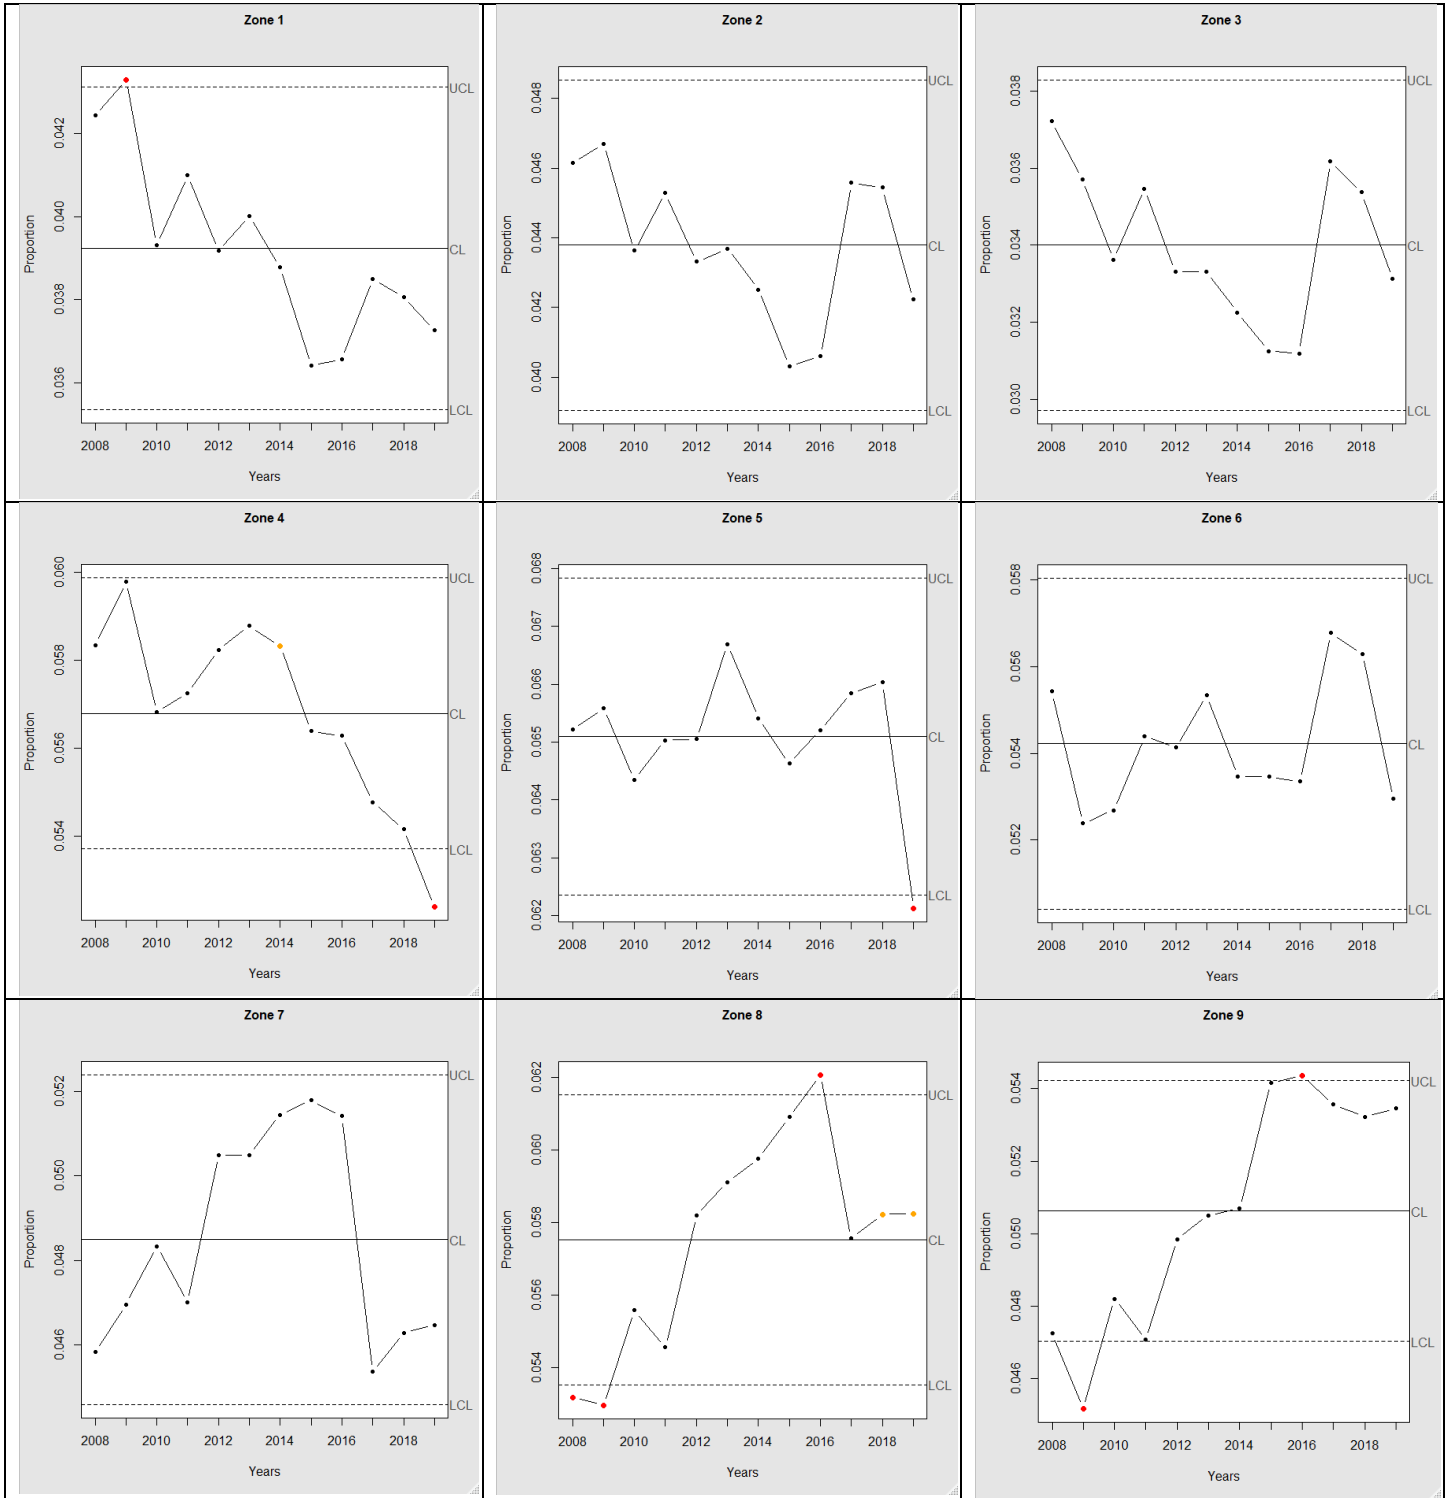 Zone 1
Proportion
0.042
0.040
0.038
0.036
UCL
CL
LCL
2008 2010 2012 2014 2016 2018
Years
Zone 2
Proportion
0.048
0.046
0.044
0.042
0.040
UCL
CL
LCL
2008 2010 2012 2014 2016 2018
Years
Zone 3
Proportion
0.038
0.036
0.034
0.032
0.030
UCL
CL
LCL
2008 2010 2012 2014 2016 2018
Years
Zone 4
Proportion
0.060
0.058
0.056
0.054
UCL
CL
LCL
2008 2010 2012 2014 2016 2018
Years
Zone 5
Proportion
0.068
0.067
0.066
0.065
0.064
0.063
0.062
UCL
CL
LCL
2008 2010 2012 2014 2016 2018
Years
Zone 6
Proportion
0.058
0.056
0.054
0.052
UCL
CL
LCL
2008 2010 2012 2014 2016 2018
Years
Zone 7
Proportion
0.052
0.050
0.048
0.046
UCL
CL
LCL
2008 2010 2012 2014 2016 2018
Years
Zone 8
Proportion
0.062
0.060
0.058
0.056
0.054
UCL
CL
LCL
2008 2010 2012 2014 2016 2018
Years
Zone 9
Proportion
0.054
0.052
0.050
0.048
0.046
UCL
CL
LCL
2008 2010 2012 2014 2016 2018
Years